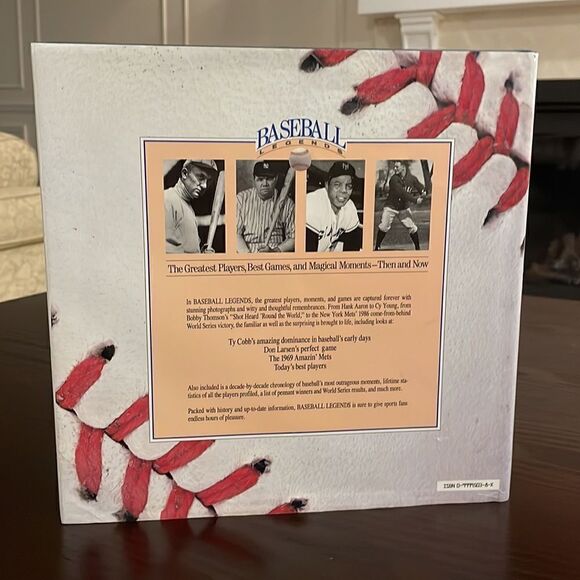 BASEBALL
LEGENDS
The Greatest Players, Best Games, and Magical Moments—Then and Now
In BASEBALL LEGENDS, the greatest players, moments, and games are captured forever with
stunning photographs and witty and thoughtful remembrances. From Hank Aaron to Cy Young, from
Bobby Thomson's "Shot Heard 'Round the World," to the New York Mets' 1986 come-from-behind
World Series victory, the familiar as well as the surprising is brought to life, including looks at:
Ty Cobb's amazing dominance in baseball's early days
Don Larsen's perfect game
The 1969 Amazin' Mets
Today's best players
Also included is a decade-by-decade chronology of baseball's most outrageous moments, lifetime sta-
tistics of all the players profiled, a list of pennant winners and World Series results, and much more.
Packed with history and up-to-date information, BASEBALL LEGENDS is sure to give sports fans
endless hours of pleasure.
ISBN